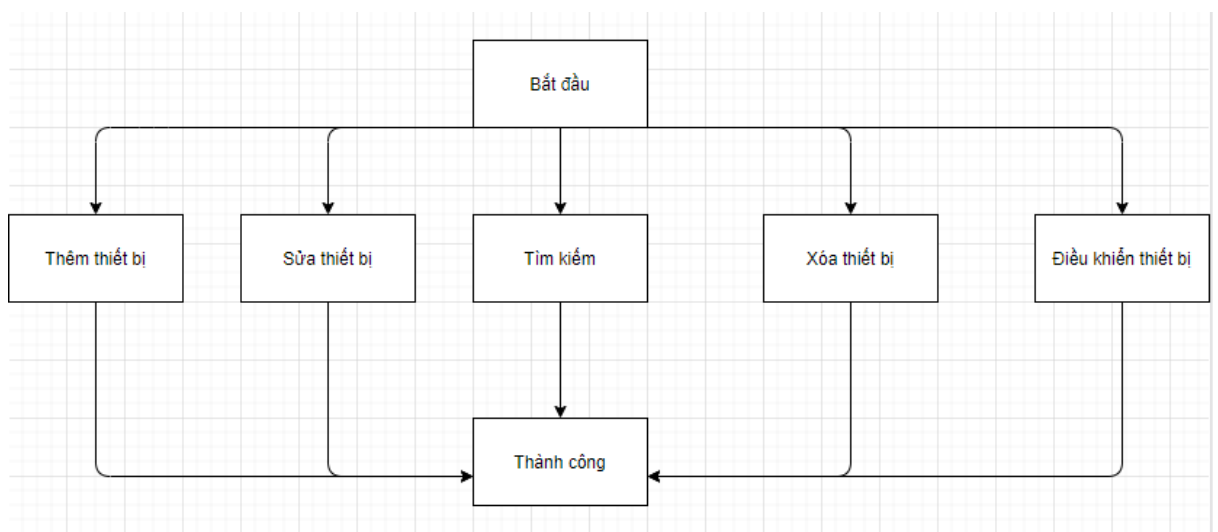 Bắt đầu
Thêm thiết bị
Sửa thiết bị
Tìm kiếm
Xóa thiết bị
Điều khiển thiết bị
Thành công